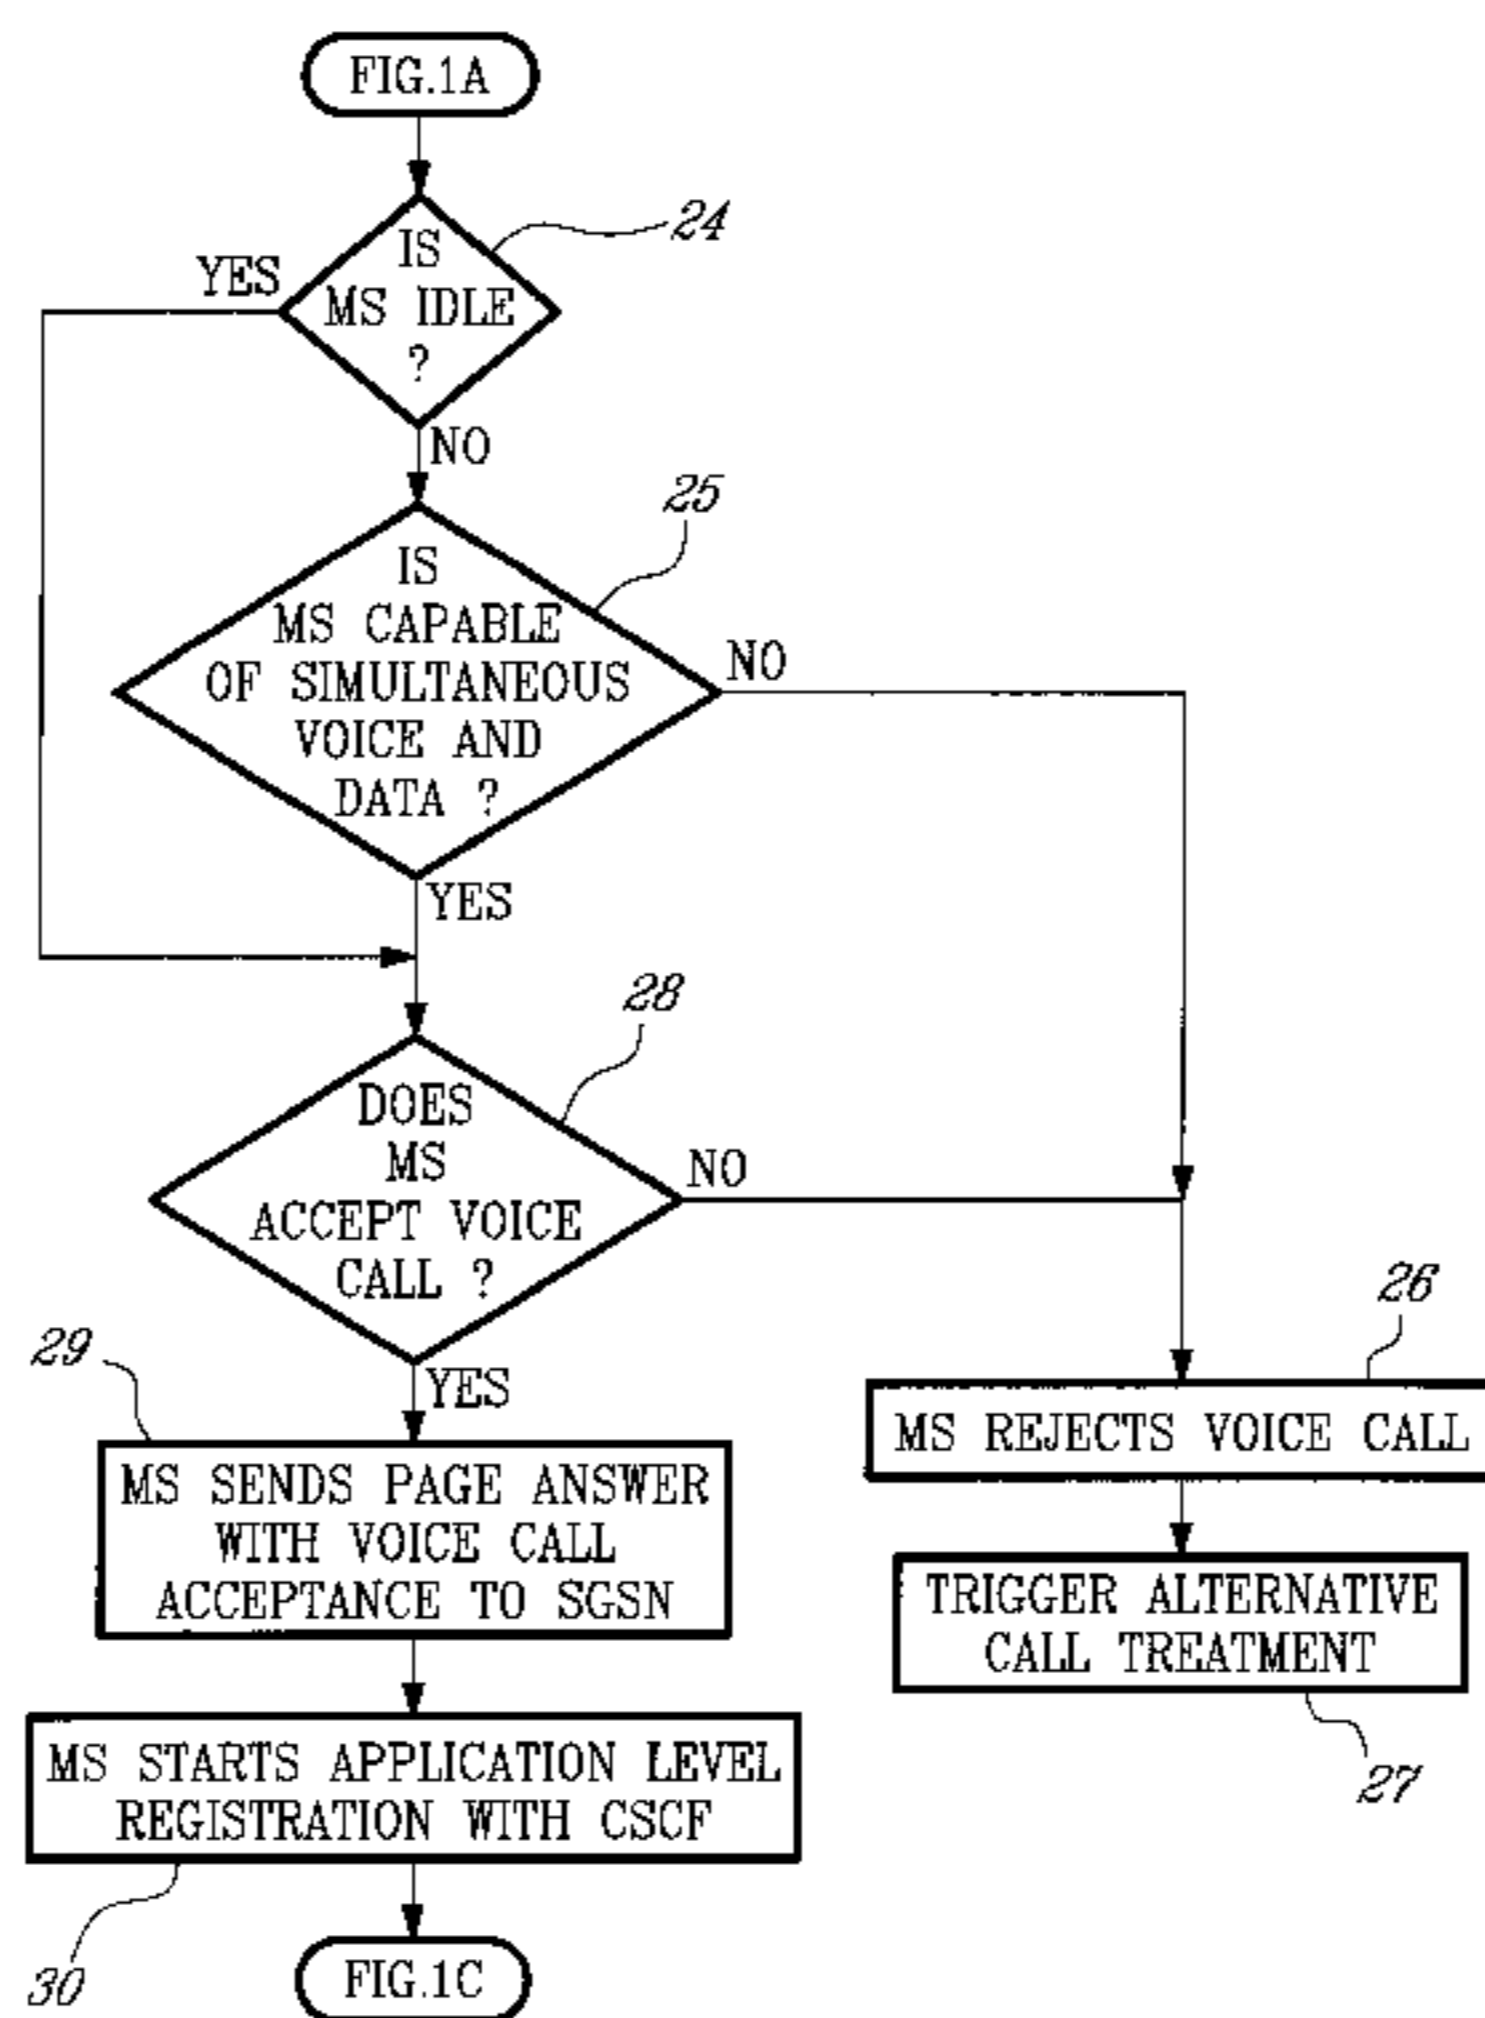 FIG.1A
24
IS
MS IDLE
?
YES
NO
25
IS
MS CAPABLE
OF SIMULTANEOUS
VOICE AND
DATA ?
NO
YES
28
DOES
MS
ACCEPT VOICE
CALL ?
NO
YES
29
MS SENDS PAGE ANSWER
WITH VOICE CALL
ACCEPTANCE TO SGSN
26
MS REJECTS VOICE CALL
TRIGGER ALTERNATIVE
CALL TREATMENT
27
MS STARTS APPLICATION LEVEL
REGISTRATION WITH CSCF
30
FIG.1C